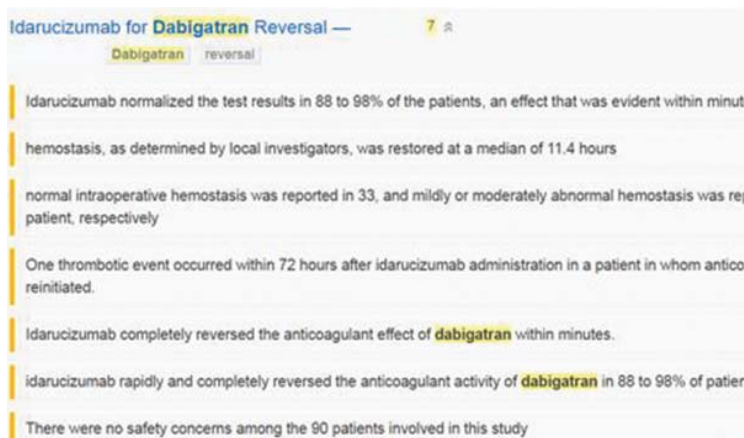 Idarucizumab for Dabigatran Reversal — 7
Dabigatran reversal
Idarucizumab normalized the test results in 88 to 98% of the patients, an effect that was evident within minut
hemostasis, as determined by local investigators, was restored at a median of 11.4 hours
normal intraoperative hemostasis was reported in 33, and mildly or moderately abnormal hemostasis was rep
patient, respectively
One thrombotic event occurred within 72 hours after idarucizumab administration in a patient in whom antico
reinitiated.
Idarucizumab completely reversed the anticoagulant effect of dabigatran within minutes.
idarucizumab rapidly and completely reversed the anticoagulant activity of dabigatran in 88 to 98% of patien
There were no safety concerns among the 90 patients involved in this study